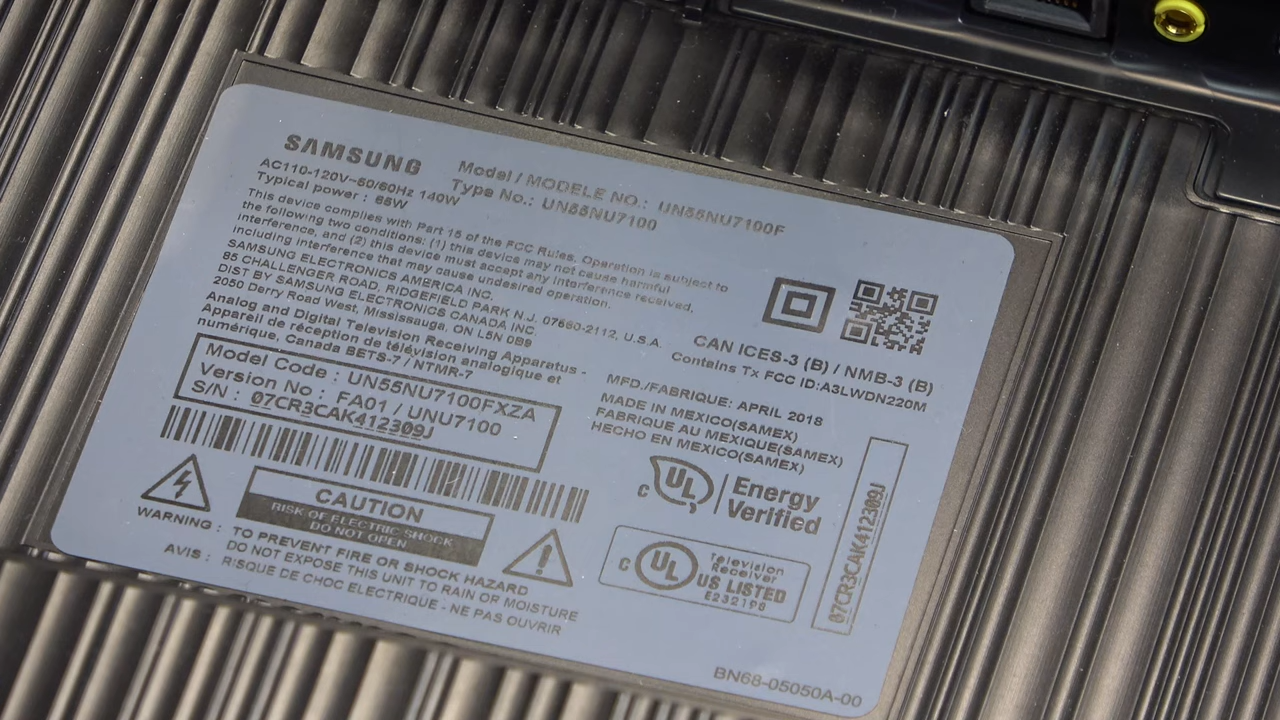 SAMSUNG
AC110-120V~50/60Hz 140W
Typical power : 65W
Model / MODELE NO.: UN55NU7100F
Type No.: UN55NU7100
This device complies with Part 15 of the FCC Rules. Operation is subject to
the following two conditions: (1) this device may not cause harmful
interference, and (2) this device must accept any interference received,
including interference that may cause undesired operation.
SAMSUNG ELECTRONICS AMERICA INC.
85 CHALLENGER ROAD, RIDGEFIELD PARK N.J. 07660-2112, U.S.A.
DIST BY SAMSUNG ELECTRONICS CANADA INC
2050 Derry Road West, Mississauga, ON L5N 0B9
Analog and Digital Television Receiving Apparatus -
Appareil de réception de télévision analogique et
numérique, Canada BETS-7 / NTMR-7
Model Code : UN55NU7100FXZA
Version No : FA01 / UNU7100
S/N : 07CR3CAK412309J
CAUTION
RISK OF ELECTRIC SHOCK
DO NOT OPEN
WARNING : TO PREVENT FIRE OR SHOCK HAZARD
DO NOT EXPOSE THIS UNIT TO RAIN OR MOISTURE
AVIS : RISQUE DE CHOC ELECTRIQUE - NE PAS OUVRIR
CAN ICES-3 (B) / NMB-3 (B)
Contains Tx FCC ID:A3LWDN220M
MFD./FABRIQUE: APRIL 2018
MADE IN MEXICO(SAMEX)
FABRIQUE AU MEXIQUE(SAMEX)
HECHO EN MEXICO(SAMEX)
C UL Energy
Verified
C UL US LISTED
Television
Receiver
E232190
07CR3CAK412309J
BN68-05050A-00